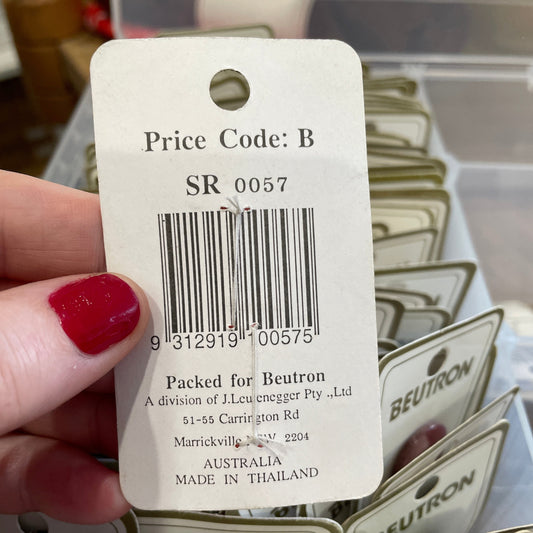 Price Code: B
SR 0057
9 312919 100575
Packed for Beutron
A division of J.Leutenegger Pty .,Ltd
51-55 Carrington Rd
Marrickville NSW, 2204
AUSTRALIA
MADE IN THAILAND
BEUTRON
BEUTRON